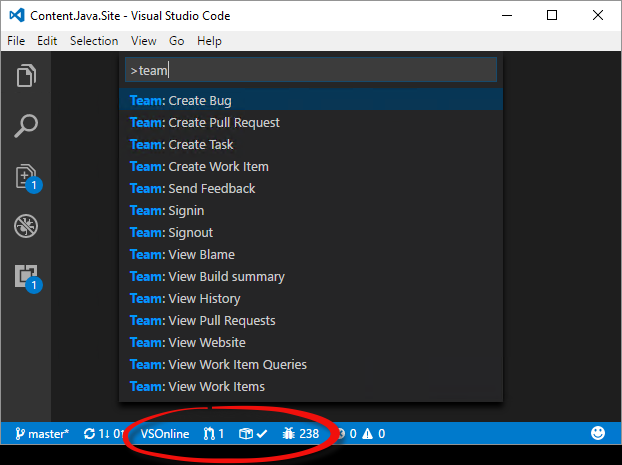 Content.Java.Site - Visual Studio Code
File Edit Selection View Go Help
>team
Team: Create Bug
Team: Create Pull Request
Team: Create Task
Team: Create Work Item
Team: Send Feedback
Team: Signin
Team: Signout
Team: View Blame
Team: View Build summary
Team: View History
Team: View Pull Requests
Team: View Website
Team: View Work Item Queries
Team: View Work Items
1
1
master* 1↓ 0↑ VSOnline 1 238 0 0